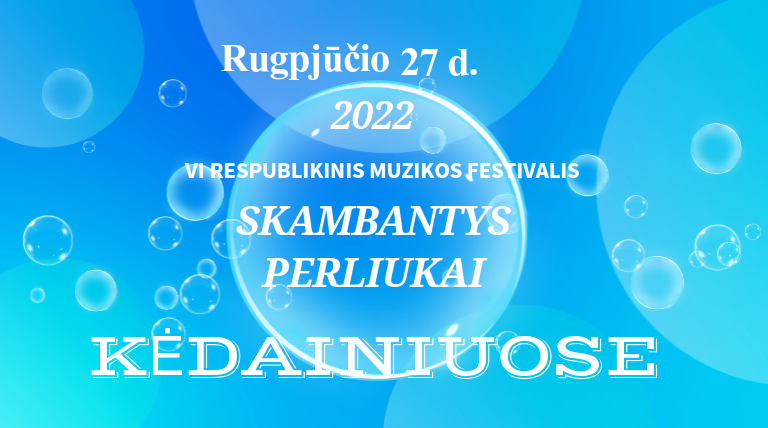 Rugpjūčio 27 d.
2022
VI RESPUBLIKINIS MUZIKOS FESTIVALIS
SKAMBANTYS
PERLIUKAI
KĖDAINIUOSE